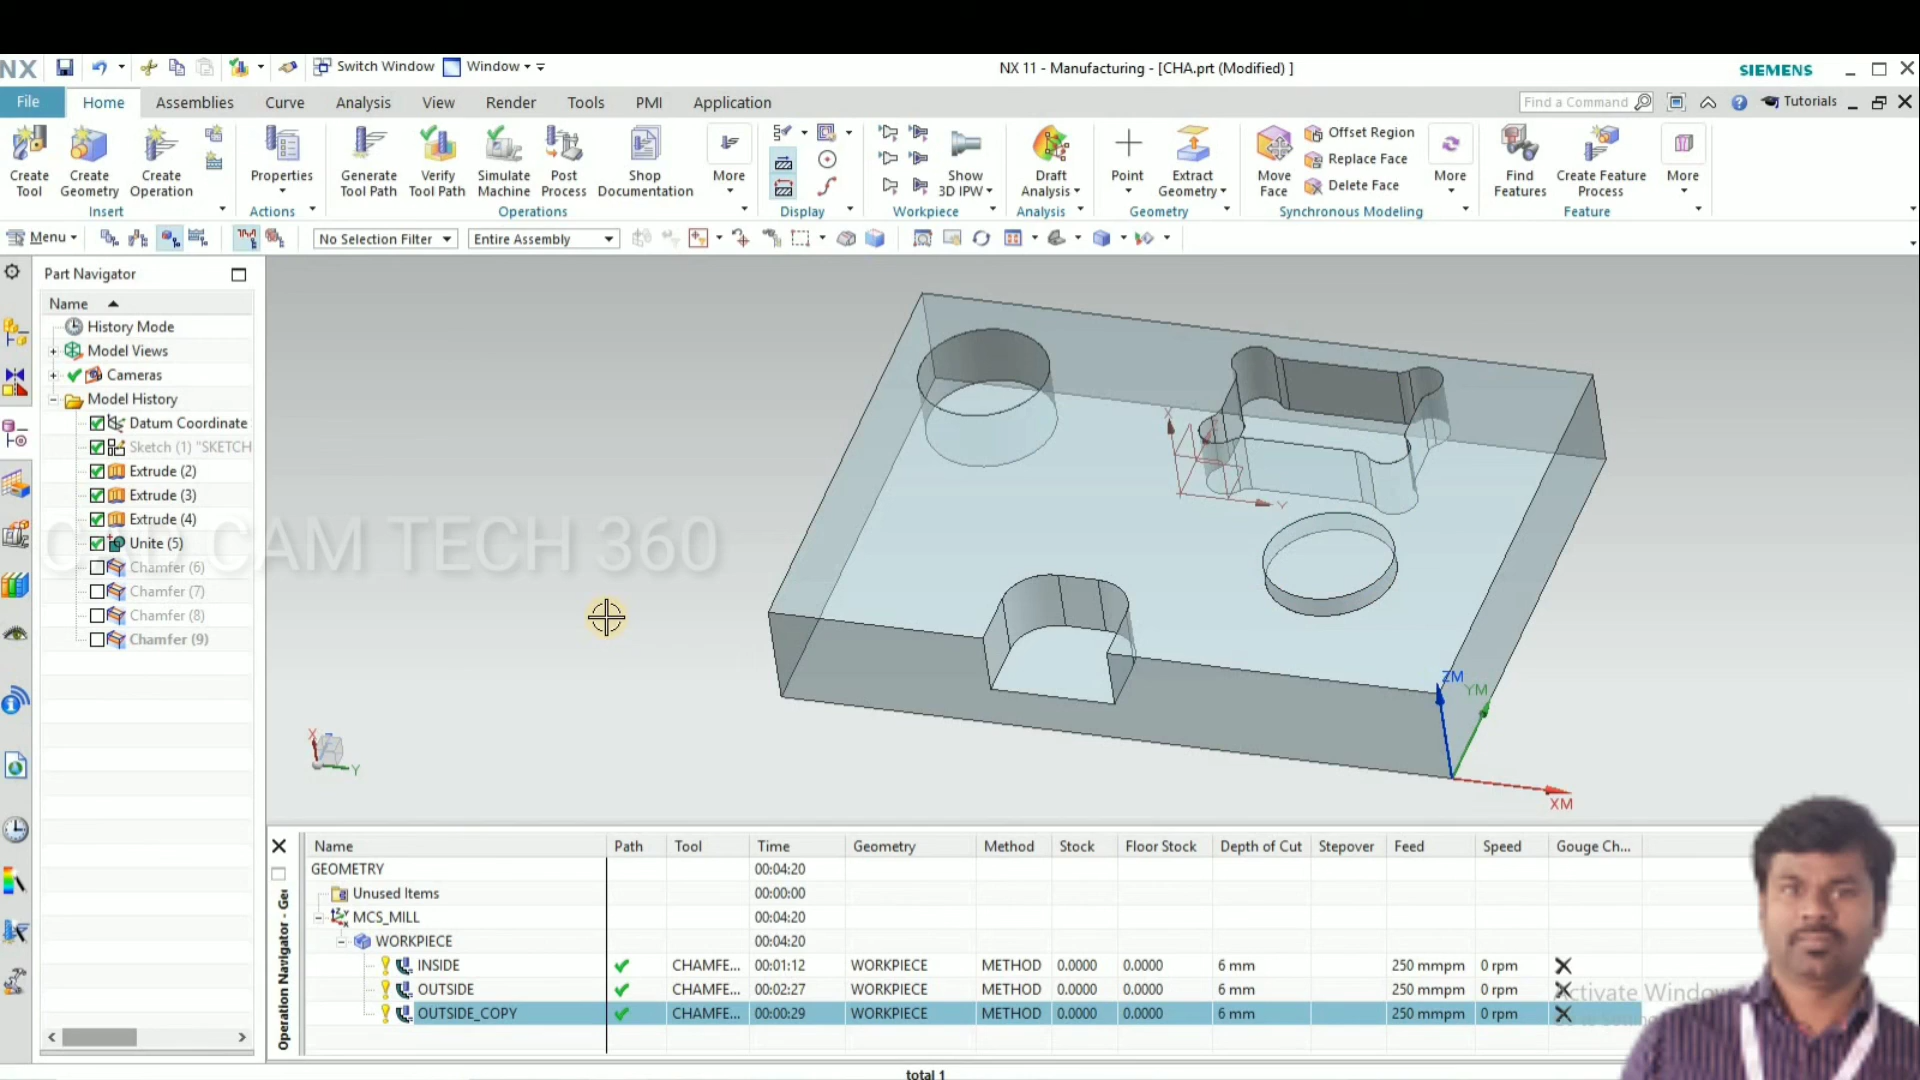 NX
Switch Window
Window
NX 11 - Manufacturing - [CHA.prt (Modified) ]
SIEMENS
File
Home
Assemblies
Curve
Analysis
View
Render
Tools
PMI
Application
Find a Command
Tutorials
Create Tool
Create Geometry
Create Operation
Properties
Generate Tool Path
Verify Tool Path
Simulate Machine
Post Process
Shop Documentation
More
Show 3D IPW
Draft Analysis
Point
Extract Geometry
Move Face
Offset Region
Replace Face
Delete Face
More
Find Features
Create Feature Process
More
Insert
Actions
Operations
Display
Workpiece
Analysis
Geometry
Synchronous Modeling
Feature
Menu
No Selection Filter
Entire Assembly
Part Navigator
Name
History Mode
Model Views
Cameras
Model History
Datum Coordinate
Sketch (1) "SKETCH
Extrude (2)
Extrude (3)
Extrude (4)
Unite (5)
Chamfer (6)
Chamfer (7)
Chamfer (8)
Chamfer (9)
CAD CAM TECH 360
X
Y
ZM
YM
XM
X
Y
Operation Navigator - Ge
Name Path Tool Time Geometry Method Stock Floor Stock Depth of Cut Stepover Feed Speed Gouge Ch...
GEOMETRY 00:04:20
Unused Items 00:00:00
MCS_MILL 00:04:20
WORKPIECE 00:04:20
INSIDE CHAMFE... 00:01:12 WORKPIECE METHOD 0.0000 0.0000 6 mm 250 mmpm 0 rpm
OUTSIDE CHAMFE... 00:02:27 WORKPIECE METHOD 0.0000 0.0000 6 mm 250 mmpm 0 rpm
OUTSIDE_COPY CHAMFE... 00:00:29 WORKPIECE METHOD 0.0000 0.0000 6 mm 250 mmpm 0 rpm
Activate Window
total 1